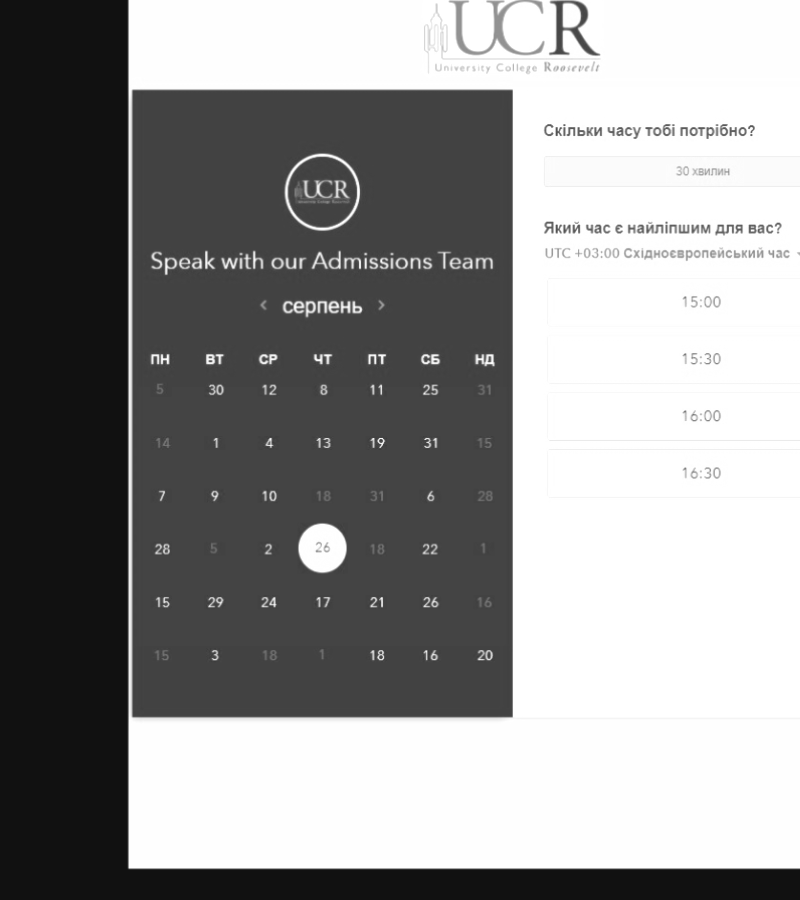 UCR
University College Roosevelt
UCR
Speak with our Admissions Team
< серпень >
ПН ВТ СР ЧТ ПТ СБ НД
5 30 12 8 11 25 31
14 1 4 13 19 31 15
7 9 10 18 31 6 28
28 5 2 26 18 22 1
15 29 24 17 21 26 16
15 3 18 1 18 16 20
Скільки часу тобі потрібно?
30 хвилин
Який час є найліпшим для вас?
UTC +03:00 Східноєвропейський час
15:00
15:30
16:00
16:30